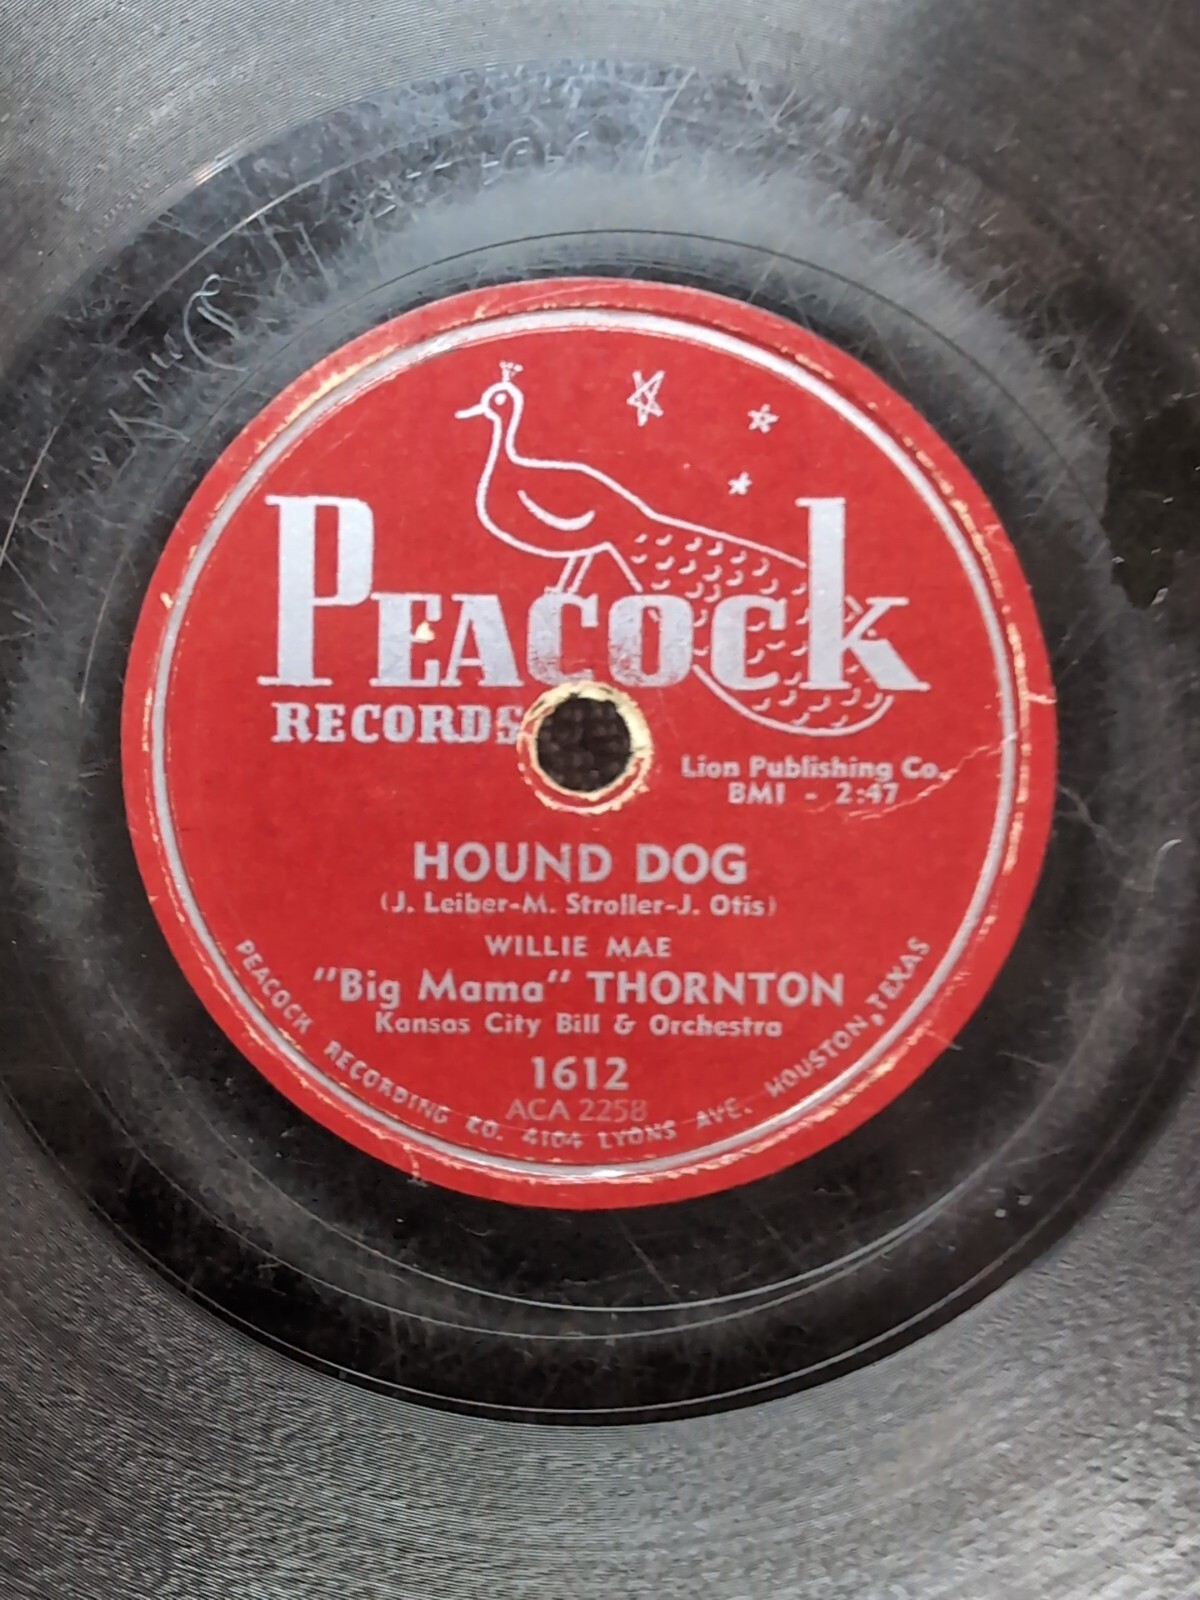 PEACOCK
RECORDS
Lion Publishing Co.
BMI - 2:47
HOUND DOG
(J. Leiber-M. Stroller-J. Otis)
WILLIE MAE
"Big Mama" THORNTON
Kansas City Bill & Orchestra
1612
ACA 2258
PEACOCK RECORDING CO. 4104 LYONS AVE. HOUSTON, TEXAS